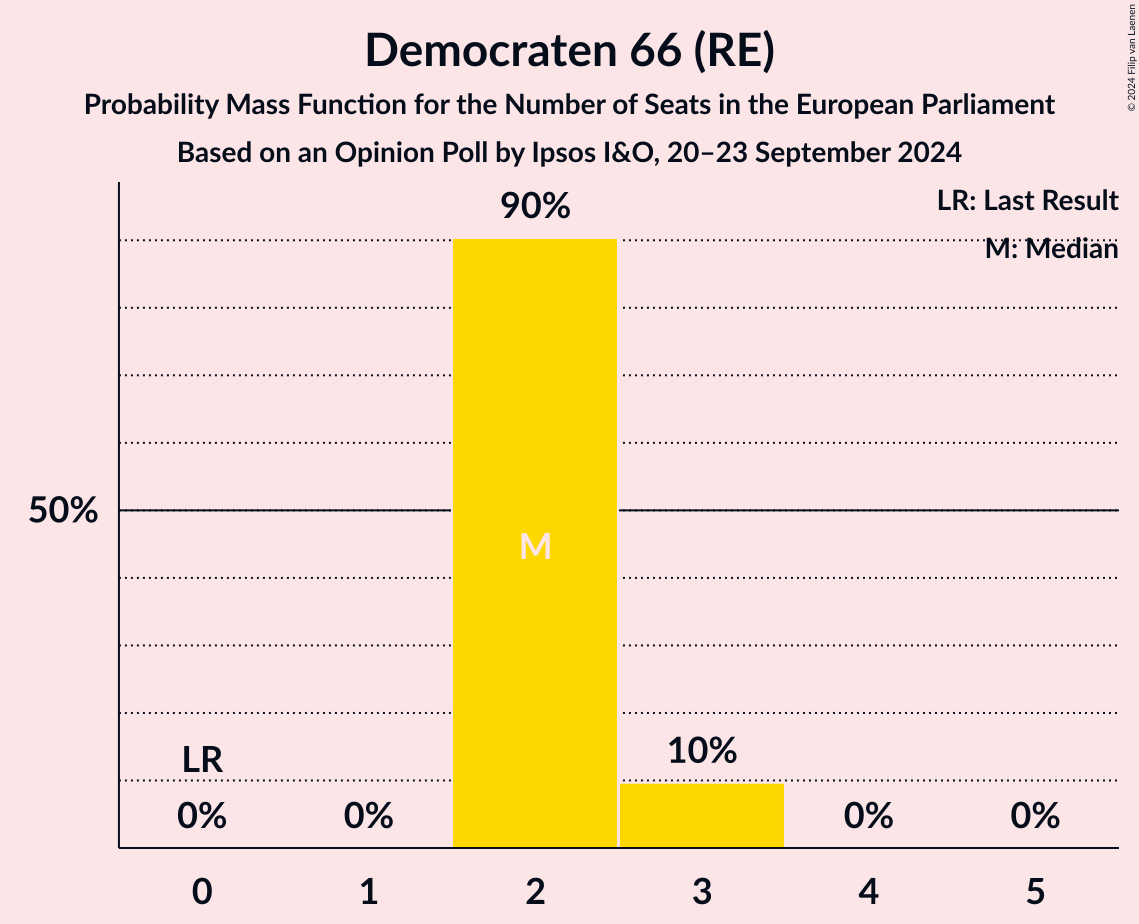 Democraten 66 (RE)
Probability Mass Function for the Number of Seats in the European Parliament
Based on an Opinion Poll by Ipsos I&O, 20–23 September 2024
© 2024 Filip van Laenen
LR: Last Result
M: Median
90%
50%
M
LR
10%
0%
0%
0%
0%
0
1
2
3
4
5